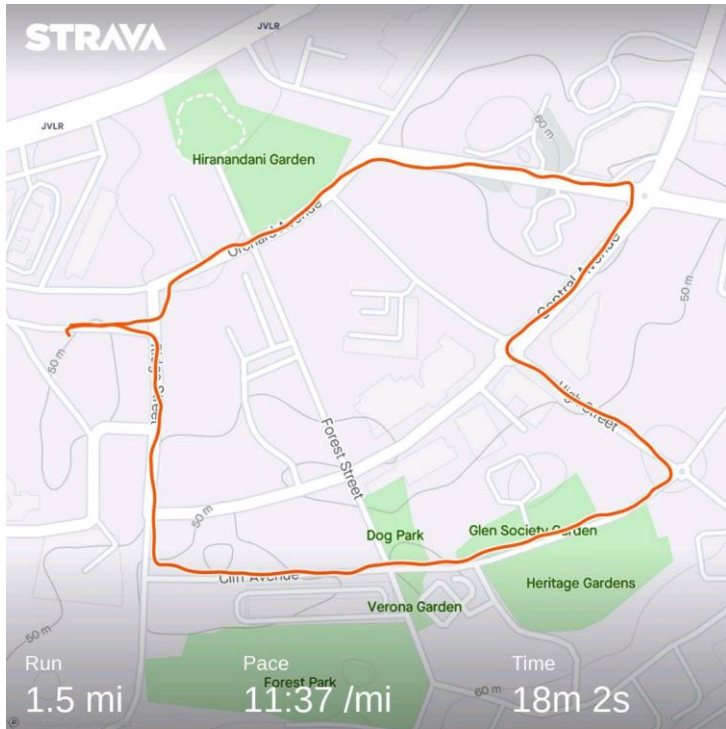 STRAVA
JVLR
JVLR
Hiranandani Garden
Orchard Avenue
Central Avenue
50 m
60 m
50 m
High Street
Forest Street
50 m
Dog Park
Glen Society Garden
Cliff Avenue
Heritage Gardens
Verona Garden
50 m
Forest Park
60 m
Run
Pace
Time
1.5 mi
11:37 /mi
18m 2s